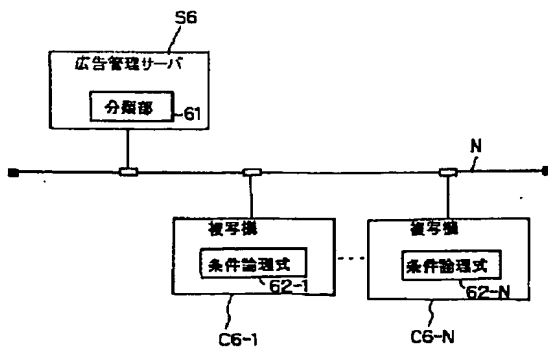 S6
広告管理サーバ
分類部
61
N
複写機
複写機
条件論理式
条件論理式
62-1
62-N
C6-1
C6-N